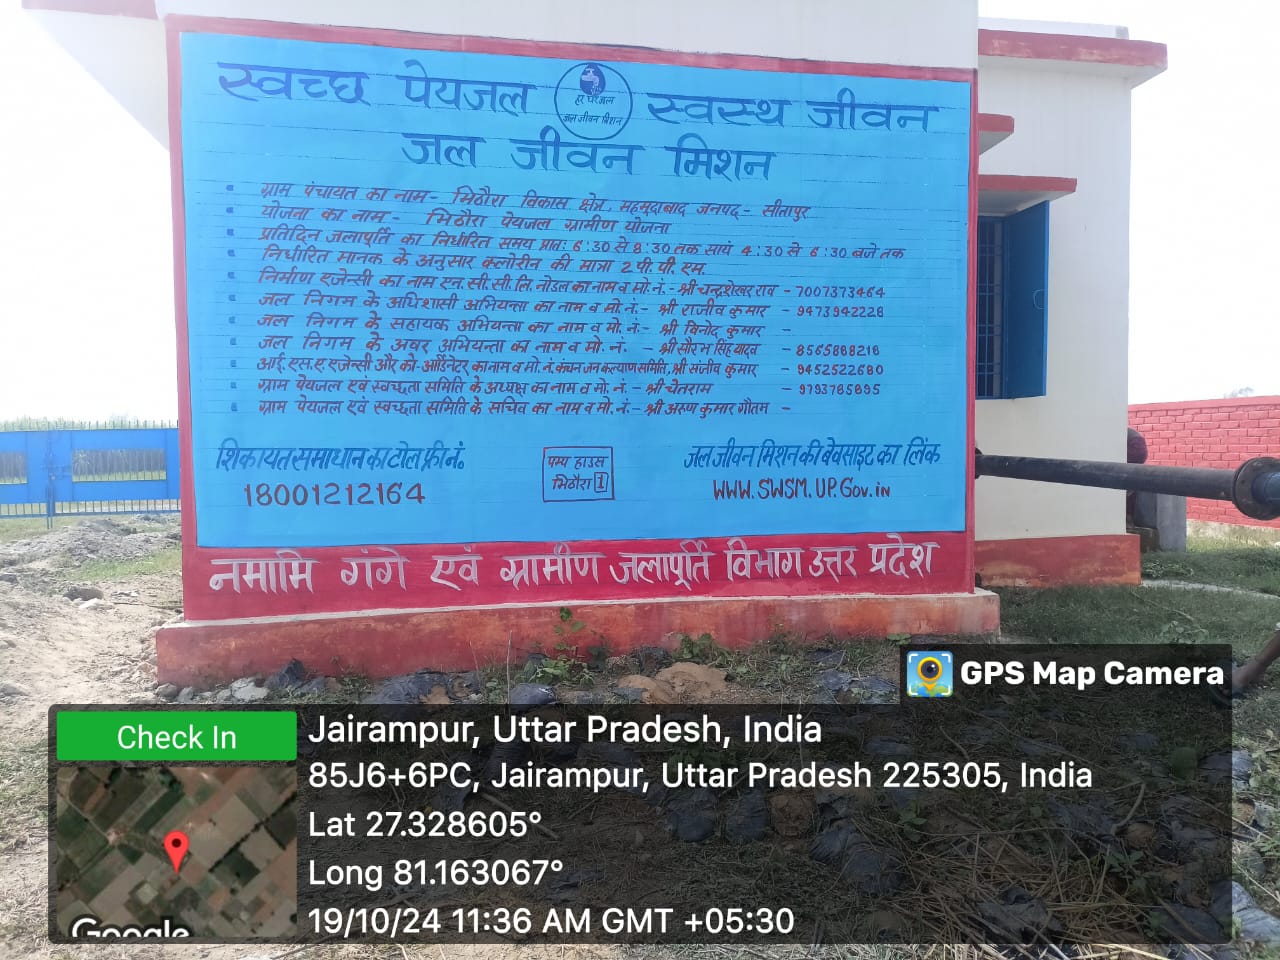 स्वच्छ पेयजल
हर घर जल
जल जीवन मिशन
स्वस्थ जीवन
जल जीवन मिशन
ग्राम पंचायत का नाम - मिठौरा विकास क्षेत्र, महमूदाबाद जनपद - सीतापुर
योजना का नाम - मिठौरा पेयजल ग्रामीण योजना
प्रतिदिन जलापूर्ति का निर्धारित समय प्रातः 6:30 से 8:30 तक सायं 4:30 से 6:30 बजे तक
निर्धारित मानक के अनुसार क्लोरीन की मात्रा 2 पी. पी. एम.
निर्माण एजेन्सी का नाम एन. सी. सी. लि. नोडल का नाम व मो. नं. - श्री चन्द्रशेखर राव - 7007373464
जल निगम के अधिशासी अभियन्ता का नाम व मो. नं. - श्री राजीव कुमार - 9473942228
जल निगम के सहायक अभियन्ता का नाम व मो. नं. - श्री विनोद कुमार -
जल निगम के अवर अभियन्ता का नाम व मो. नं. - श्री सौरभ सिंह यादव - 8565868216
आई. एस. ए. एजेन्सी और को-आर्डिनेटर का नाम व मो. नं. कंचन जन कल्याण समिति, श्री संजीव कुमार - 9452522680
ग्राम पेयजल एवं स्वच्छता समिति के अध्यक्ष का नाम व मो. नं. - श्री चेतराम - 9793785895
ग्राम पेयजल एवं स्वच्छता समिति के सचिव का नाम व मो. नं. - श्री अरुण कुमार गौतम -
शिकायत समाधान का टोल फ्री नं.
18001212164
पम्प हाउस
मिठौरा 1
जल जीवन मिशन की वेबसाइट का लिंक
WWW.SWSM.UP.Gov.in
नमामि गंगे एवं ग्रामीण जलापूर्ति विभाग उत्तर प्रदेश
GPS Map Camera
Check In
Jairampur, Uttar Pradesh, India
85J6+6PC, Jairampur, Uttar Pradesh 225305, India
Lat 27.328605°
Long 81.163067°
19/10/24 11:36 AM GMT +05:30
Google